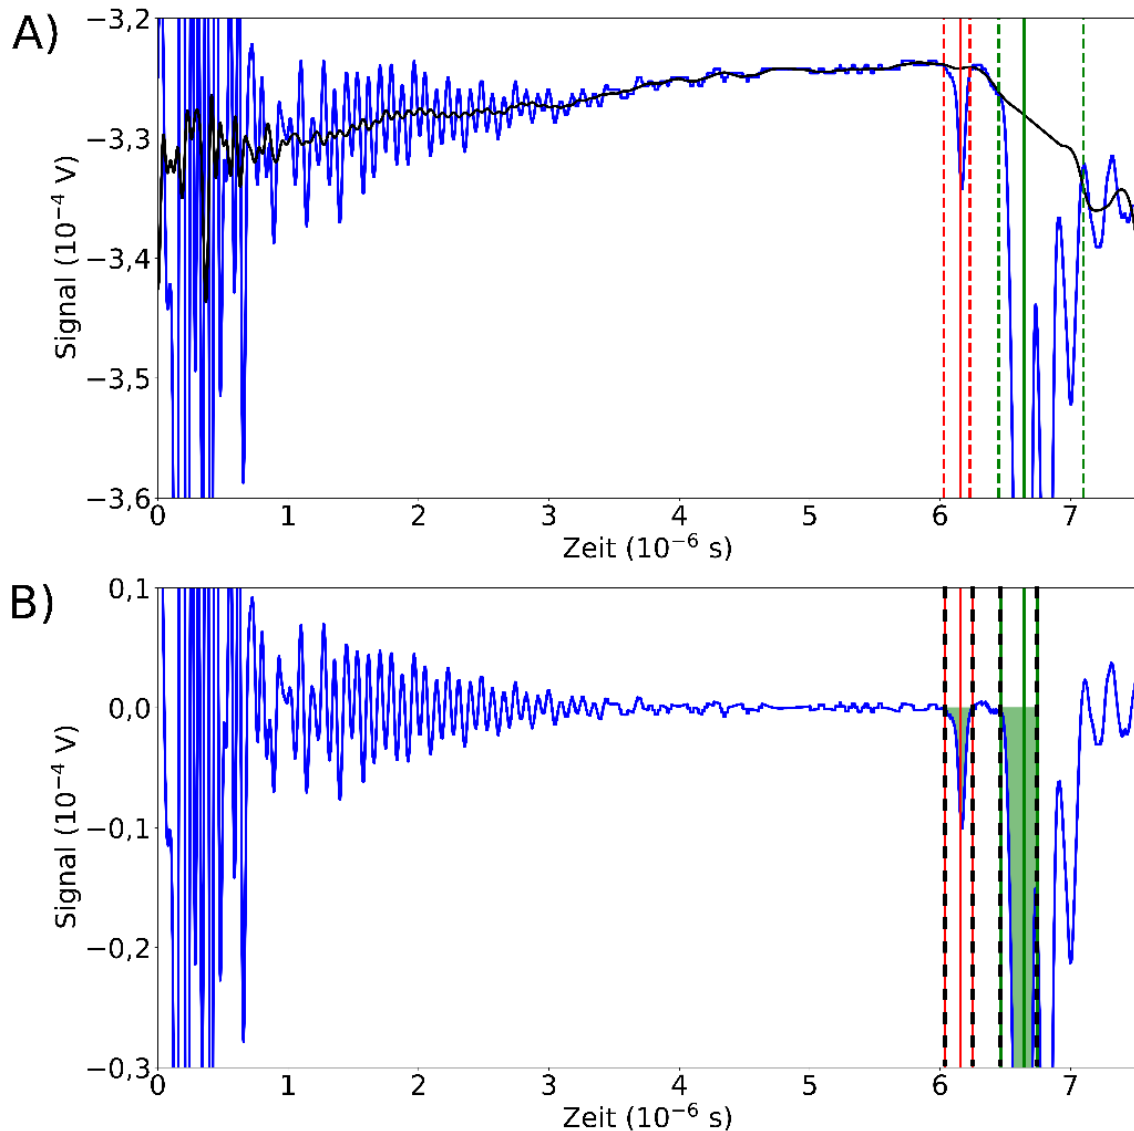 A)
−3,2
−3,3
−3,4
−3,5
−3,6
Signal (10⁻⁴ V)
0 1 2 3 4 5 6 7
Zeit (10⁻⁶ s)
B)
0,1
0,0
−0,1
−0,2
−0,3
Signal (10⁻⁴ V)
0 1 2 3 4 5 6 7
Zeit (10⁻⁶ s)